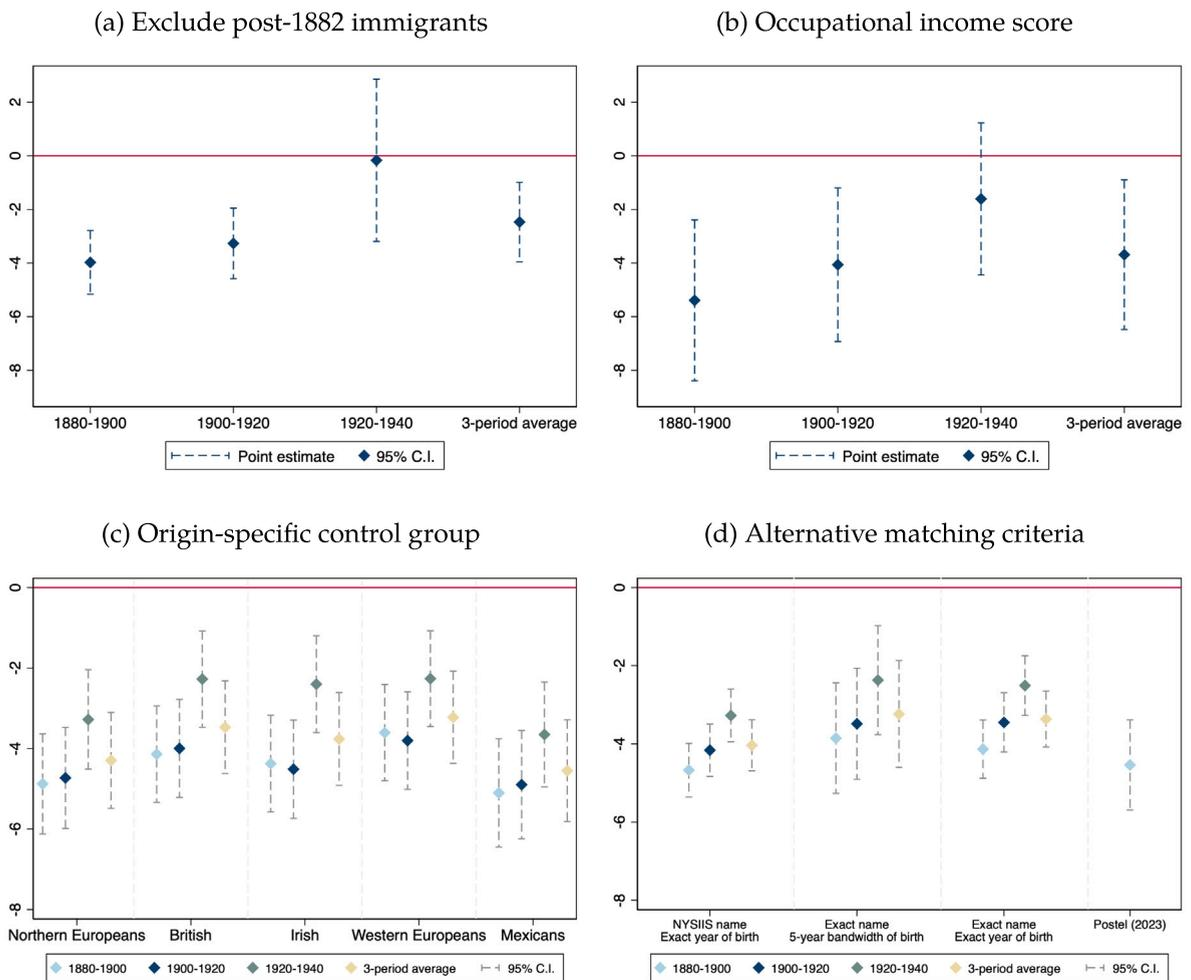 (a) Exclude post-1882 immigrants
2
0
-2
-4
-6
-8
1880-1900 1900-1920 1920-1940 3-period average
Point estimate 95% C.I.
(b) Occupational income score
2
0
-2
-4
-6
-8
1880-1900 1900-1920 1920-1940 3-period average
Point estimate 95% C.I.
(c) Origin-specific control group
0
-2
-4
-6
-8
Northern Europeans British Irish Western Europeans Mexicans
1880-1900 1900-1920 1920-1940 3-period average 95% C.I.
(d) Alternative matching criteria
0
-2
-4
-6
-8
NYSIIS name Exact name Exact name Postel (2023)
Exact year of birth 5-year bandwidth of birth Exact year of birth
1880-1900 1900-1920 1920-1940 3-period average 95% C.I.